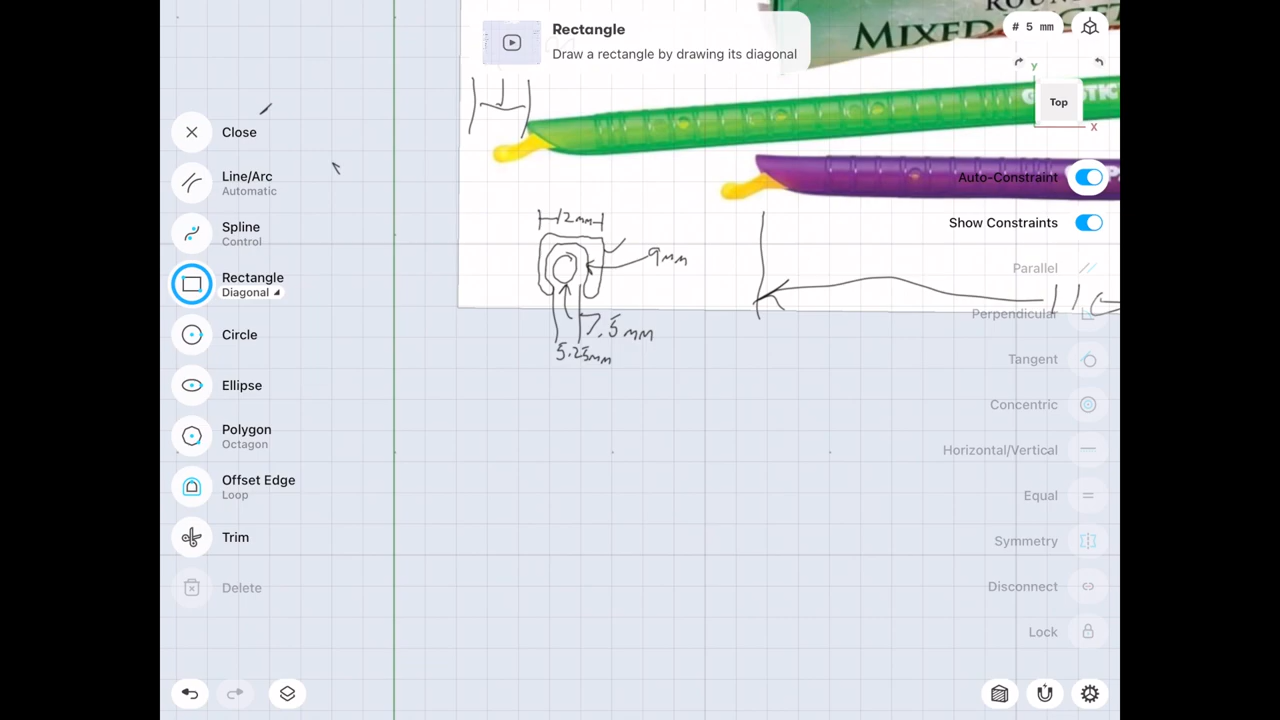 Rectangle
Draw a rectangle by drawing its diagonal
MIXED
# 5 mm
y
Top
X
Close
Line/Arc
Automatic
Spline
Control
Rectangle
Diagonal
Circle
Ellipse
Polygon
Octagon
Offset Edge
Loop
Trim
Delete
Auto-Constraint
Show Constraints
Parallel
Perpendicular
Tangent
Concentric
Horizontal/Vertical
Equal
Symmetry
Disconnect
Lock
12mm
9mm
7.5mm
5.25mm